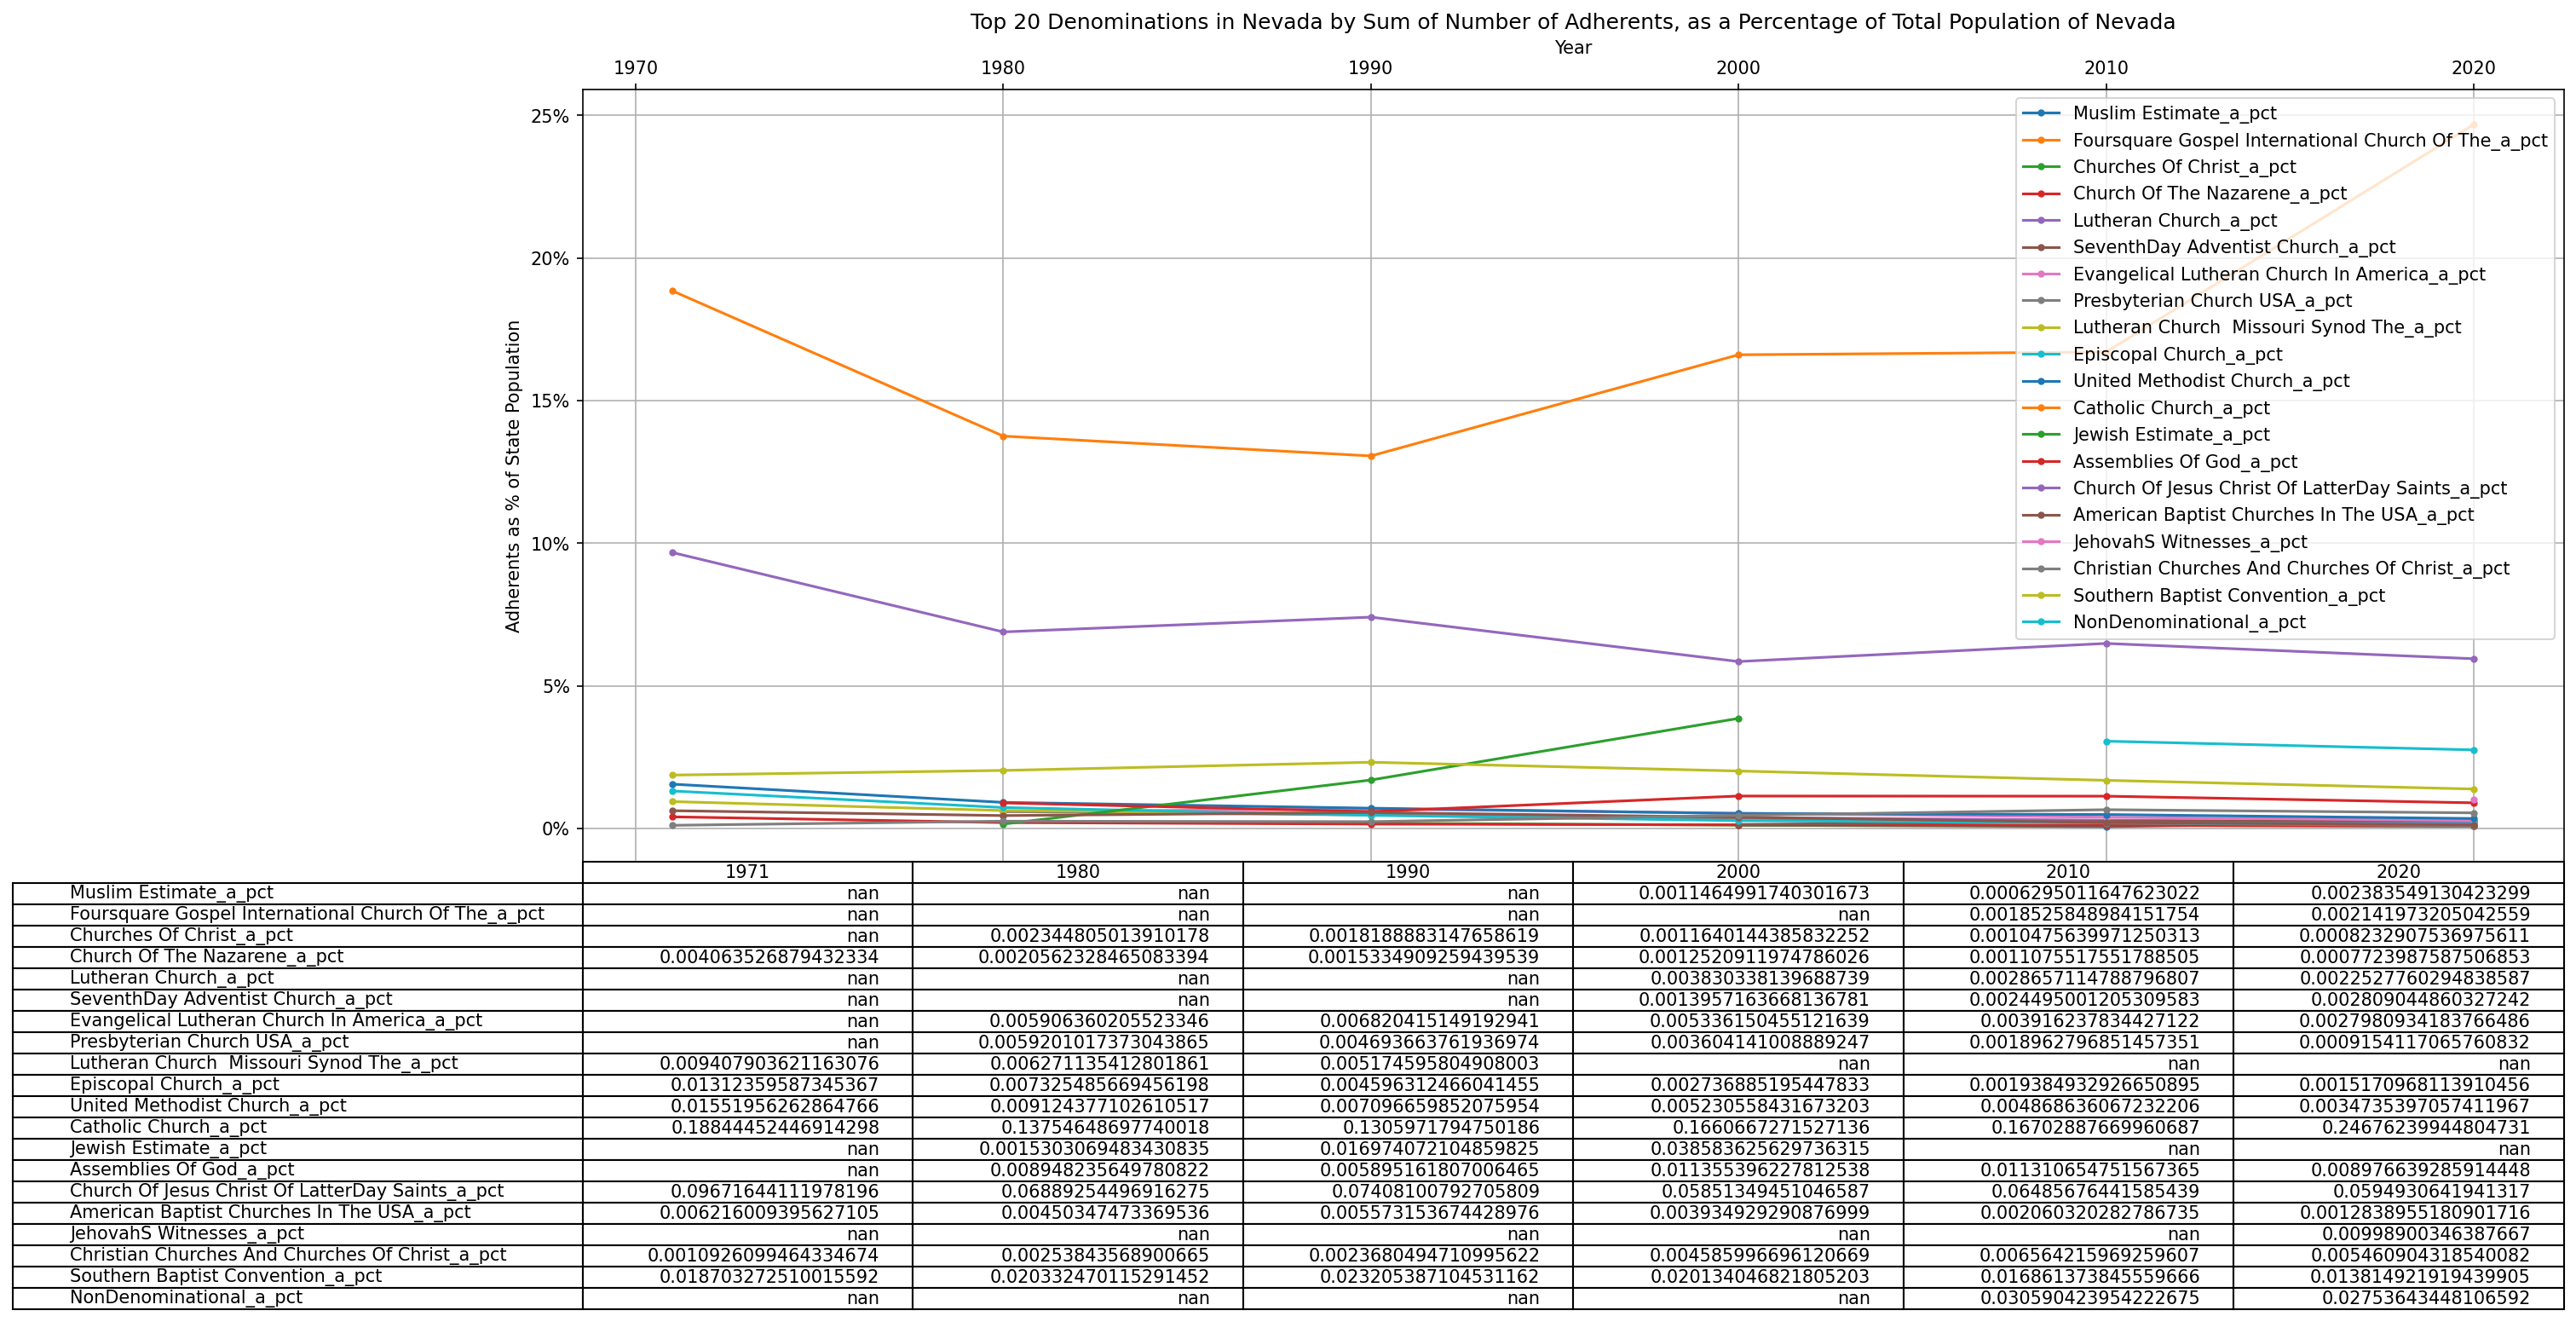 Top 20 Denominations in Nevada by Sum of Number of Adherents, as a Percentage of Total Population of Nevada
Year
1970 1980 1990 2000 2010 2020
Adherents as % of State Population
25%
20%
15%
10%
5%
0%
Muslim Estimate_a_pct
Foursquare Gospel International Church Of The_a_pct
Churches Of Christ_a_pct
Church Of The Nazarene_a_pct
Lutheran Church_a_pct
SeventhDay Adventist Church_a_pct
Evangelical Lutheran Church In America_a_pct
Presbyterian Church USA_a_pct
Lutheran Church  Missouri Synod The_a_pct
Episcopal Church_a_pct
United Methodist Church_a_pct
Catholic Church_a_pct
Jewish Estimate_a_pct
Assemblies Of God_a_pct
Church Of Jesus Christ Of LatterDay Saints_a_pct
American Baptist Churches In The USA_a_pct
JehovahS Witnesses_a_pct
Christian Churches And Churches Of Christ_a_pct
Southern Baptist Convention_a_pct
NonDenominational_a_pct
1971 1980 1990 2000 2010 2020
Muslim Estimate_a_pct nan nan nan 0.0011464991740301673 0.0006295011647623022 0.002383549130423299
Foursquare Gospel International Church Of The_a_pct nan nan nan nan 0.0018525848984151754 0.002141973205042559
Churches Of Christ_a_pct nan 0.002344805013910178 0.0018188883147658619 0.0011640144385832252 0.0010475639971250313 0.0008232907536975611
Church Of The Nazarene_a_pct 0.004063526879432334 0.0020562328465083394 0.0015334909259439539 0.0012520911974786026 0.0011075517551788505 0.0007723987587506853
Lutheran Church_a_pct nan nan nan 0.003830338139688739 0.0028657114788796807 0.0022527760294838587
SeventhDay Adventist Church_a_pct nan nan nan 0.0013957163668136781 0.0024495001205309583 0.002809044860327242
Evangelical Lutheran Church In America_a_pct nan 0.005906360205523346 0.006820415149192941 0.005336150455121639 0.003916237834427122 0.0027980934183766486
Presbyterian Church USA_a_pct nan 0.0059201017373043865 0.004693663761936974 0.003604141008889247 0.0018962796851457351 0.0009154117065760832
Lutheran Church  Missouri Synod The_a_pct 0.009407903621163076 0.006271135412801861 0.005174595804908003 nan nan nan
Episcopal Church_a_pct 0.01312359587345367 0.007325485669456198 0.004596312466041455 0.002736885195447833 0.0019384932926650895 0.0015170968113910456
United Methodist Church_a_pct 0.01551956262864766 0.009124377102610517 0.007096659852075954 0.005230558431673203 0.004868636067232206 0.0034735397057411967
Catholic Church_a_pct 0.18844452446914298 0.13754648697740018 0.1305971794750186 0.1660667271527136 0.16702887669960687 0.24676239944804731
Jewish Estimate_a_pct nan 0.0015303069483430835 0.016974072104859825 0.038583625629736315 nan nan
Assemblies Of God_a_pct nan 0.008948235649780822 0.005895161807006465 0.011355396227812538 0.011310654751567365 0.008976639285914448
Church Of Jesus Christ Of LatterDay Saints_a_pct 0.09671644111978196 0.06889254496916275 0.07408100792705809 0.05851349451046587 0.06485676441585439 0.0594930641941317
American Baptist Churches In The USA_a_pct 0.006216009395627105 0.00450347473369536 0.005573153674428976 0.003934929290876999 0.002060320282786735 0.0012838955180901716
JehovahS Witnesses_a_pct nan nan nan nan nan 0.009989003​46387667
Christian Churches And Churches Of Christ_a_pct 0.0010926099464334674 0.00253843568900665 0.0023680494710995622 0.004585996696120669 0.006564215969259607 0.005460904318540082
Southern Baptist Convention_a_pct 0.018703272510015592 0.020332470115291452 0.023205387104531162 0.020134046821805203 0.016861373845559666 0.013814921919439905
NonDenominational_a_pct nan nan nan nan 0.030590423954222675 0.02753643448106592